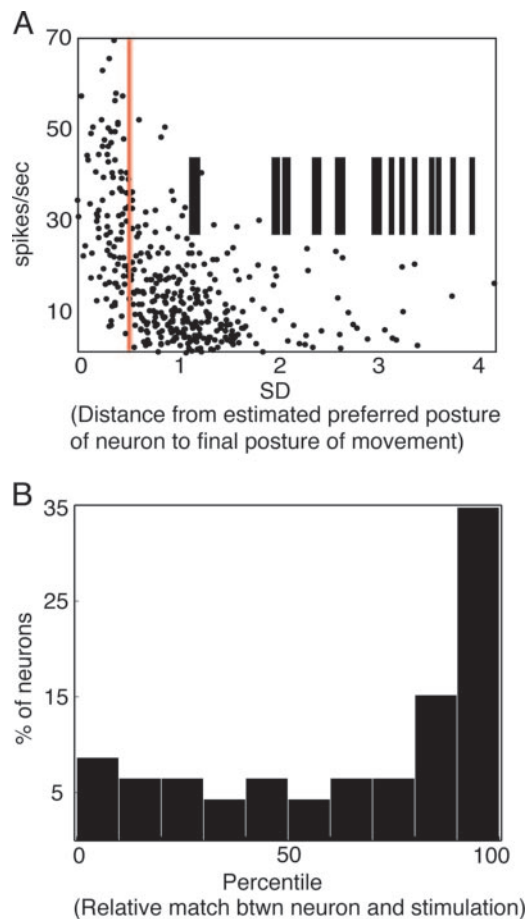 A
70
50
30
10
spikes/sec
0
1
2
3
4
SD
(Distance from estimated preferred posture
of neuron to final posture of movement)
B
35
25
15
5
% of neurons
0
50
100
Percentile
(Relative match btwn neuron and stimulation)